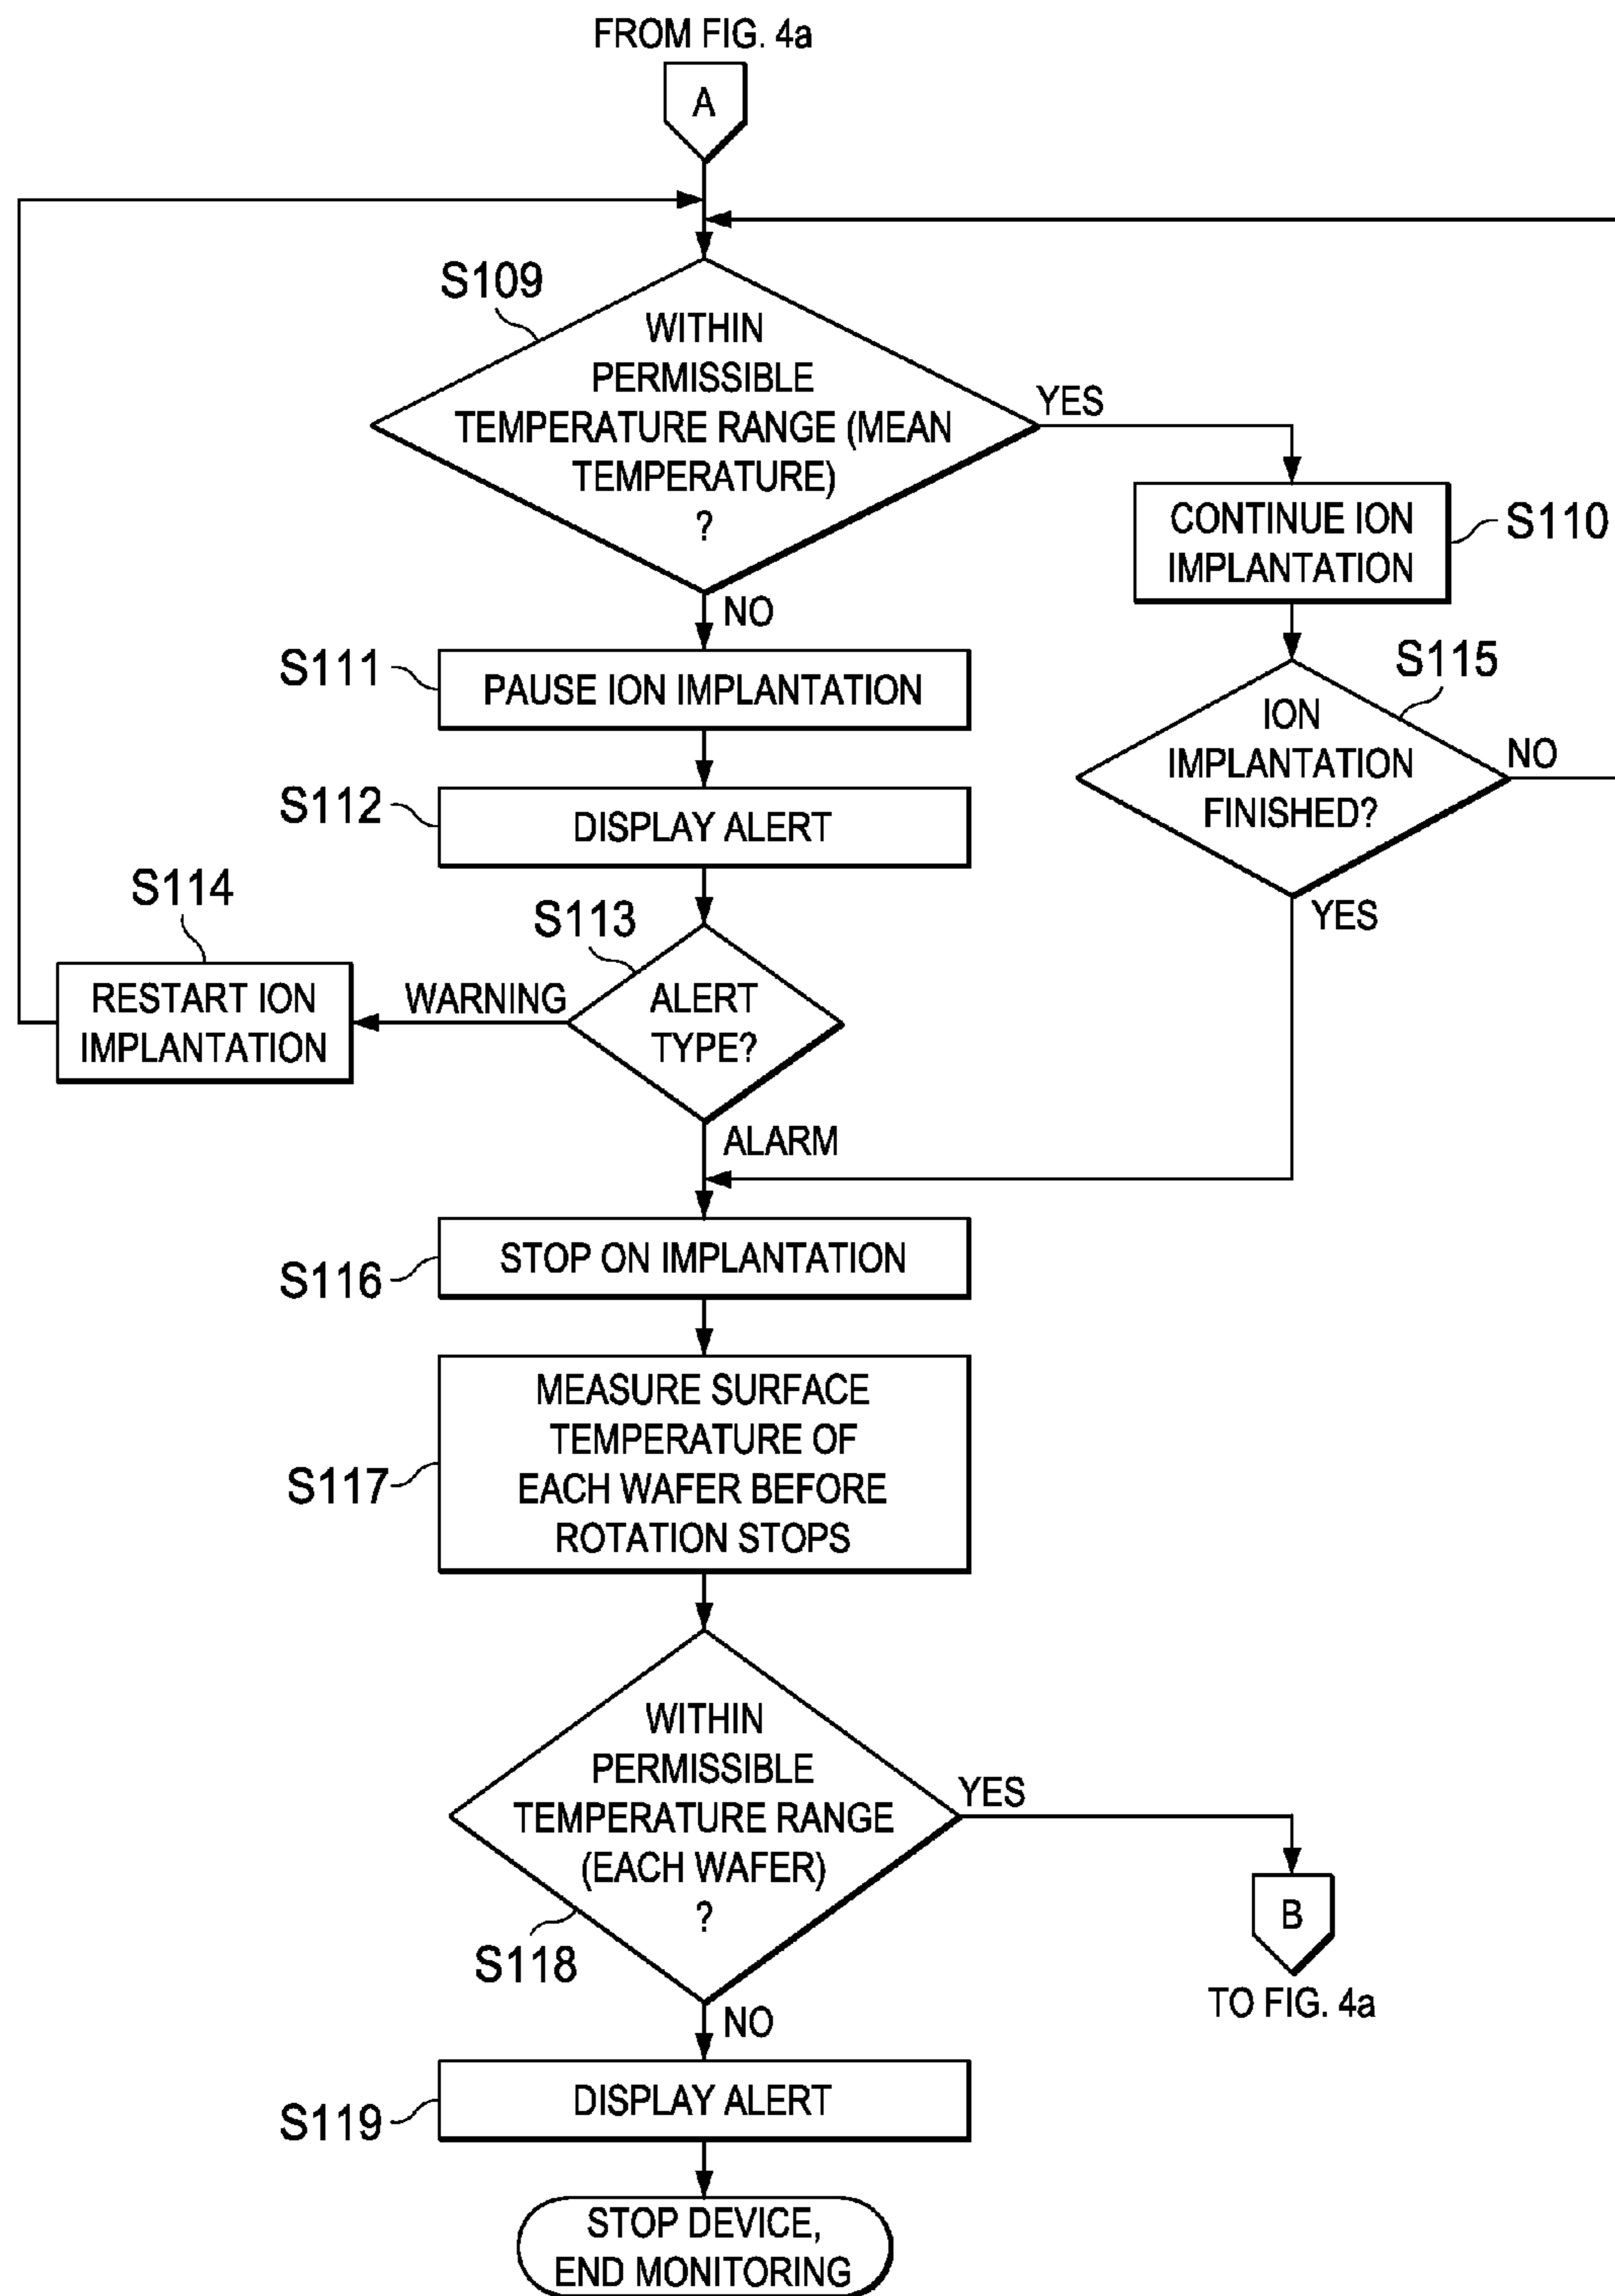 FROM FIG. 4a
A
S109
WITHIN
PERMISSIBLE
TEMPERATURE RANGE (MEAN
TEMPERATURE)
?
YES
CONTINUE ION
IMPLANTATION
S110
NO
S111
PAUSE ION IMPLANTATION
S115
ION
IMPLANTATION
FINISHED?
NO
YES
S112
DISPLAY ALERT
S114
RESTART ION
IMPLANTATION
WARNING
S113
ALERT
TYPE?
ALARM
S116
STOP ON IMPLANTATION
S117
MEASURE SURFACE
TEMPERATURE OF
EACH WAFER BEFORE
ROTATION STOPS
WITHIN
PERMISSIBLE
TEMPERATURE RANGE
(EACH WAFER)
?
S118
YES
B
TO FIG. 4a
NO
S119
DISPLAY ALERT
STOP DEVICE,
END MONITORING